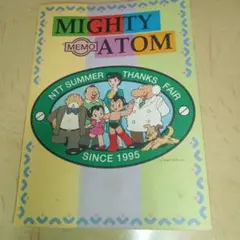 MIGHTY
MEMO ATOM
NTT SUMMER THANKS FAIR
SINCE 1995